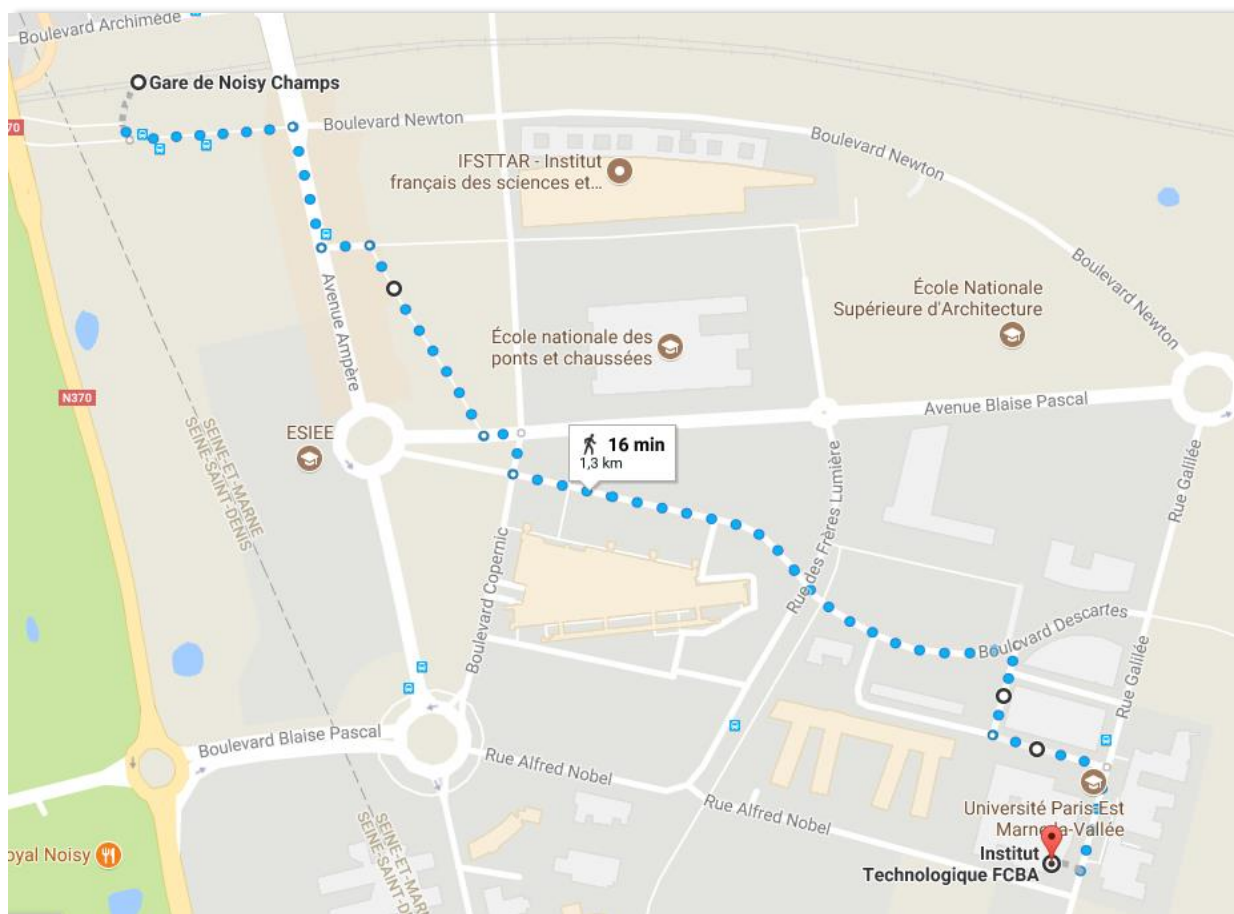 Boulevard Archimède
Gare de Noisy Champs
70
Boulevard Newton
Boulevard Newton
IFSTTAR - Institut
français des sciences et...
Boulevard Newton
École Nationale
Supérieure d'Architecture
Avenue Ampère
École nationale des
ponts et chaussées
N370
Avenue Blaise Pascal
ESIEE
16 min
1,3 km
SEINE-ET-MARNE
SEINE-SAINT-DENIS
Rue des Frères Lumière
Rue Galilée
Boulevard Copernic
Boulevard Descartes
Rue Galilée
Boulevard Blaise Pascal
Rue Alfred Nobel
Rue Alfred Nobel
Université Paris-Est
Marne-la-Vallée
Institut
Technologique FCBA
oyal Noisy
SEINE-ET-MARNE
SEINE-SAINT-DENIS